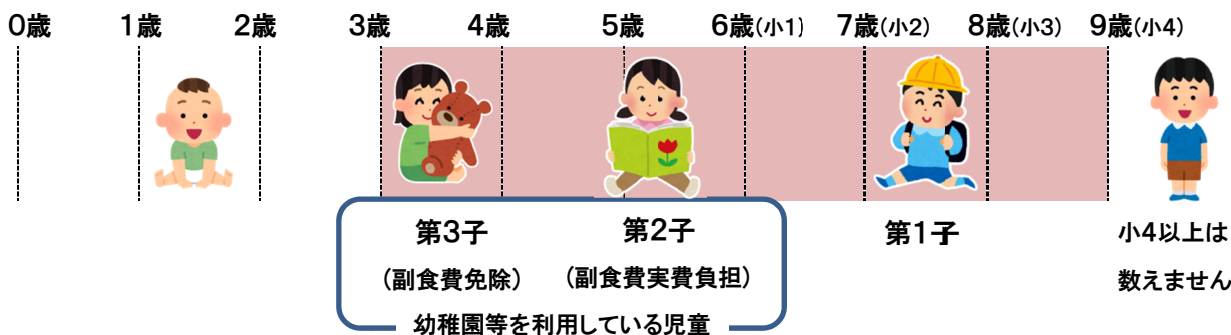 0歳 1歳 2歳 3歳 4歳 5歳 6歳(小1) 7歳(小2) 8歳(小3) 9歳(小4)
第3子 第2子 第1子 小4以上は
(副食費免除) (副食費実費負担) 数えません
幼稚園等を利用している児童